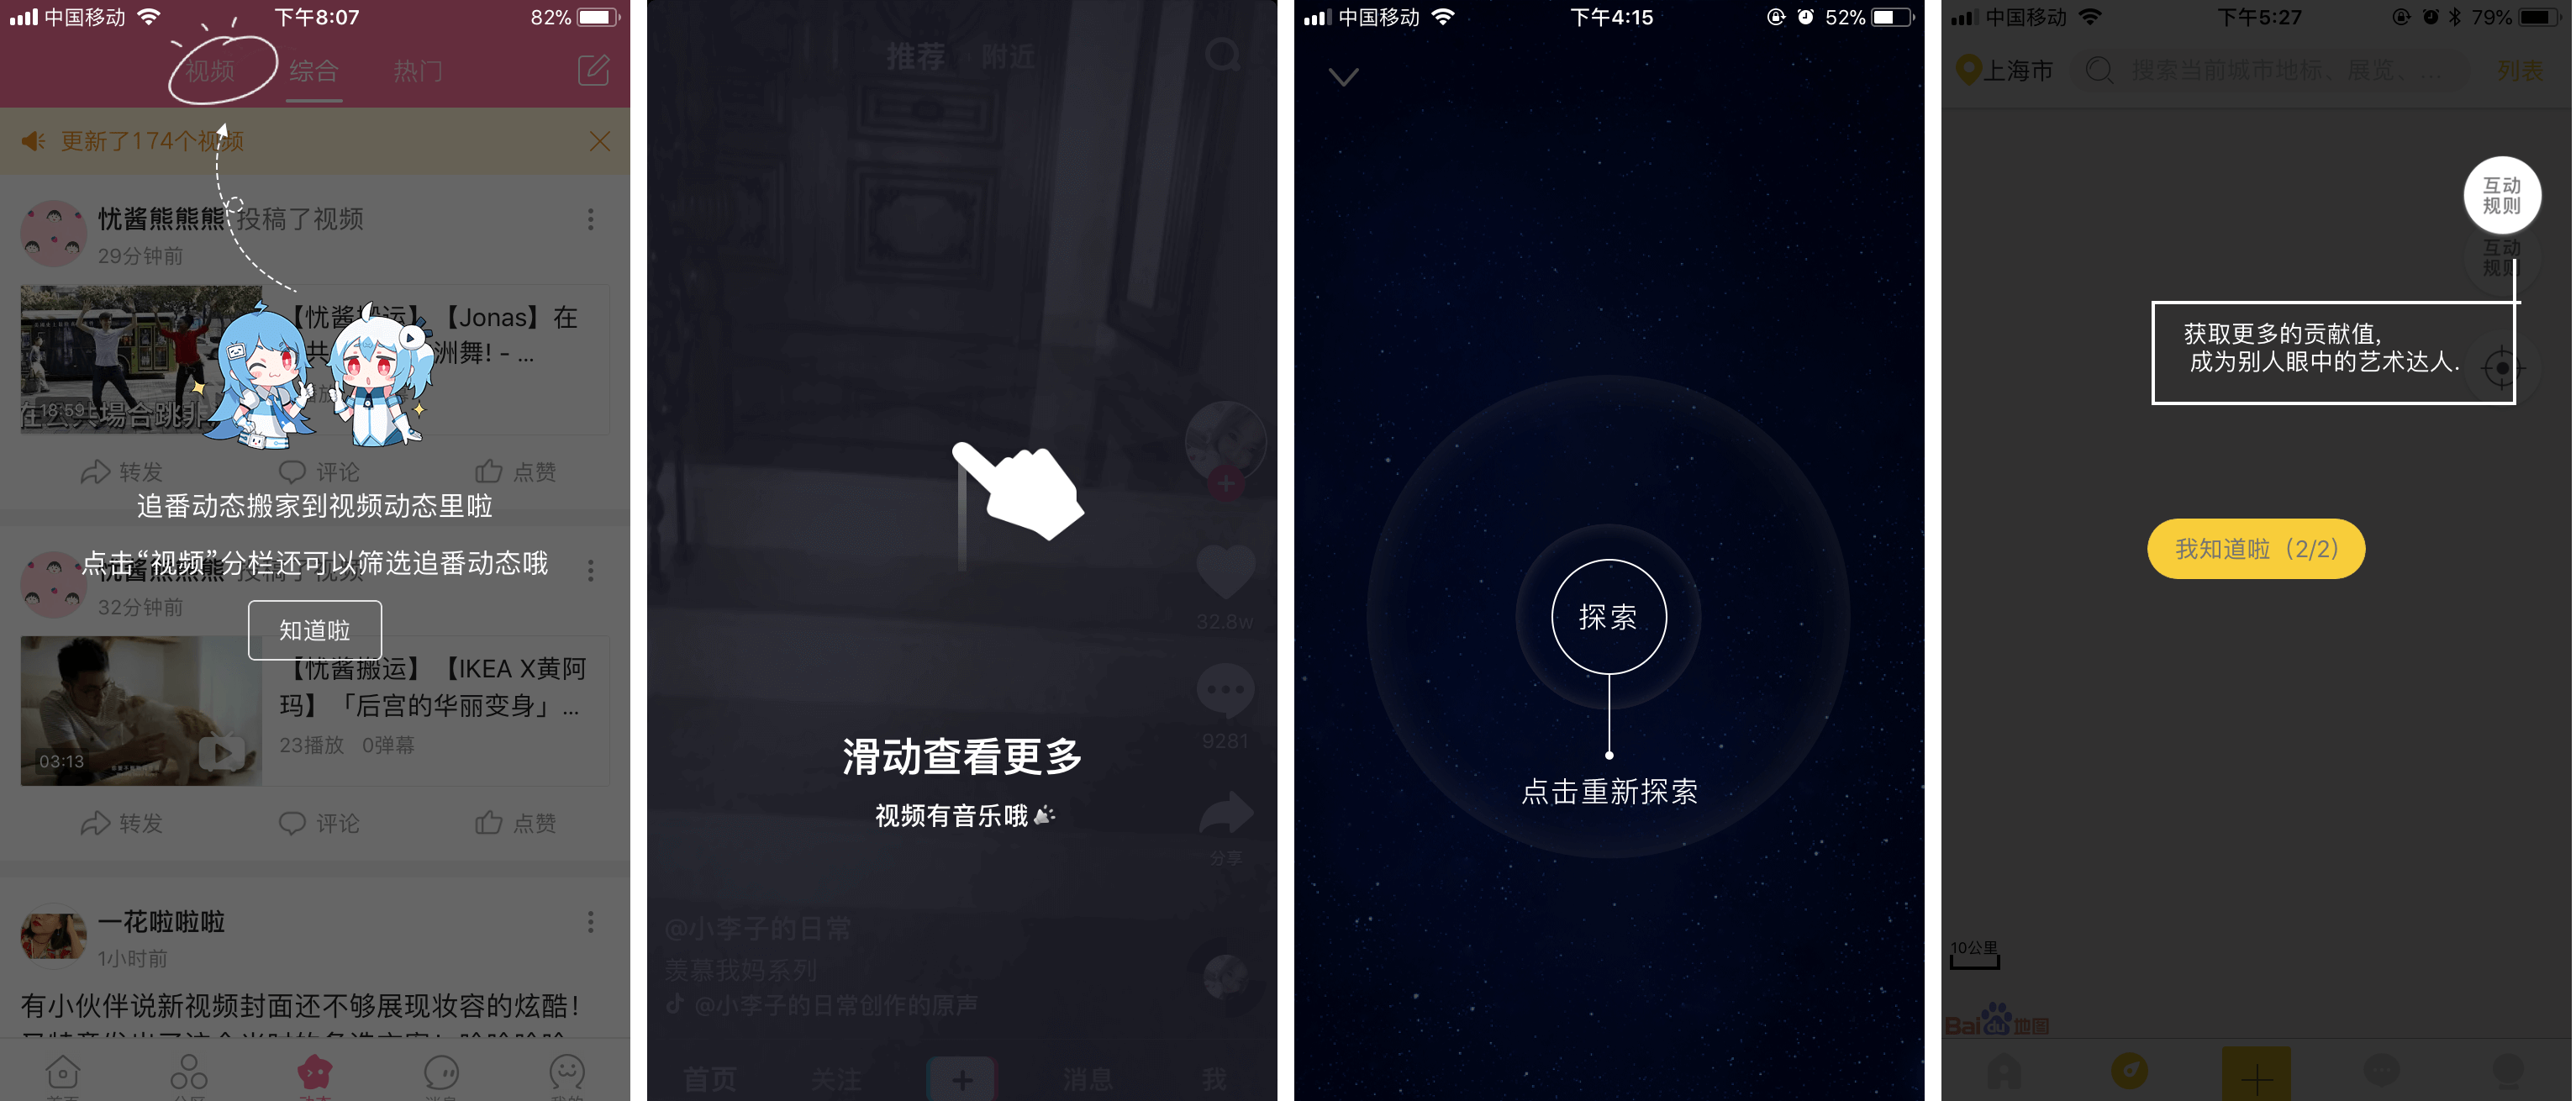 中国移动
下午8:07
82%
视频
综合
热门
更新了174个视频
忧酱熊熊熊 投稿了视频
29分钟前
【忧酱搬运】【Jonas】在
共
洲舞! - ...
18:59
場合跳非
转发
评论
点赞
追番动态搬家到视频动态里啦
点击“视频”分栏还可以筛选追番动态哦
忧酱熊熊熊 投稿了视频
32分钟前
知道啦
【忧酱搬运】【IKEA X黄阿
玛】「后宫的华丽变身」...
23播放 0弹幕
03:13
转发
评论
点赞
一花啦啦啦
1小时前
有小伙伴说新视频封面还不够展现妆容的炫酷!
动态
推荐
附近
32.8w
9281
滑动查看更多
视频有音乐哦
分享
@小李子的日常
羡慕我妈系列
@小李子的日常创作的原声
首页
关注
消息
我
中国移动
下午4:15
52%
探索
点击重新探索
中国移动
下午5:27
79%
上海市
搜索当前城市地标、展览、...
列表
互动
规则
互动
规则
获取更多的贡献值,
成为别人眼中的艺术达人.
我知道啦（2/2)
10公里
Bai du 地图